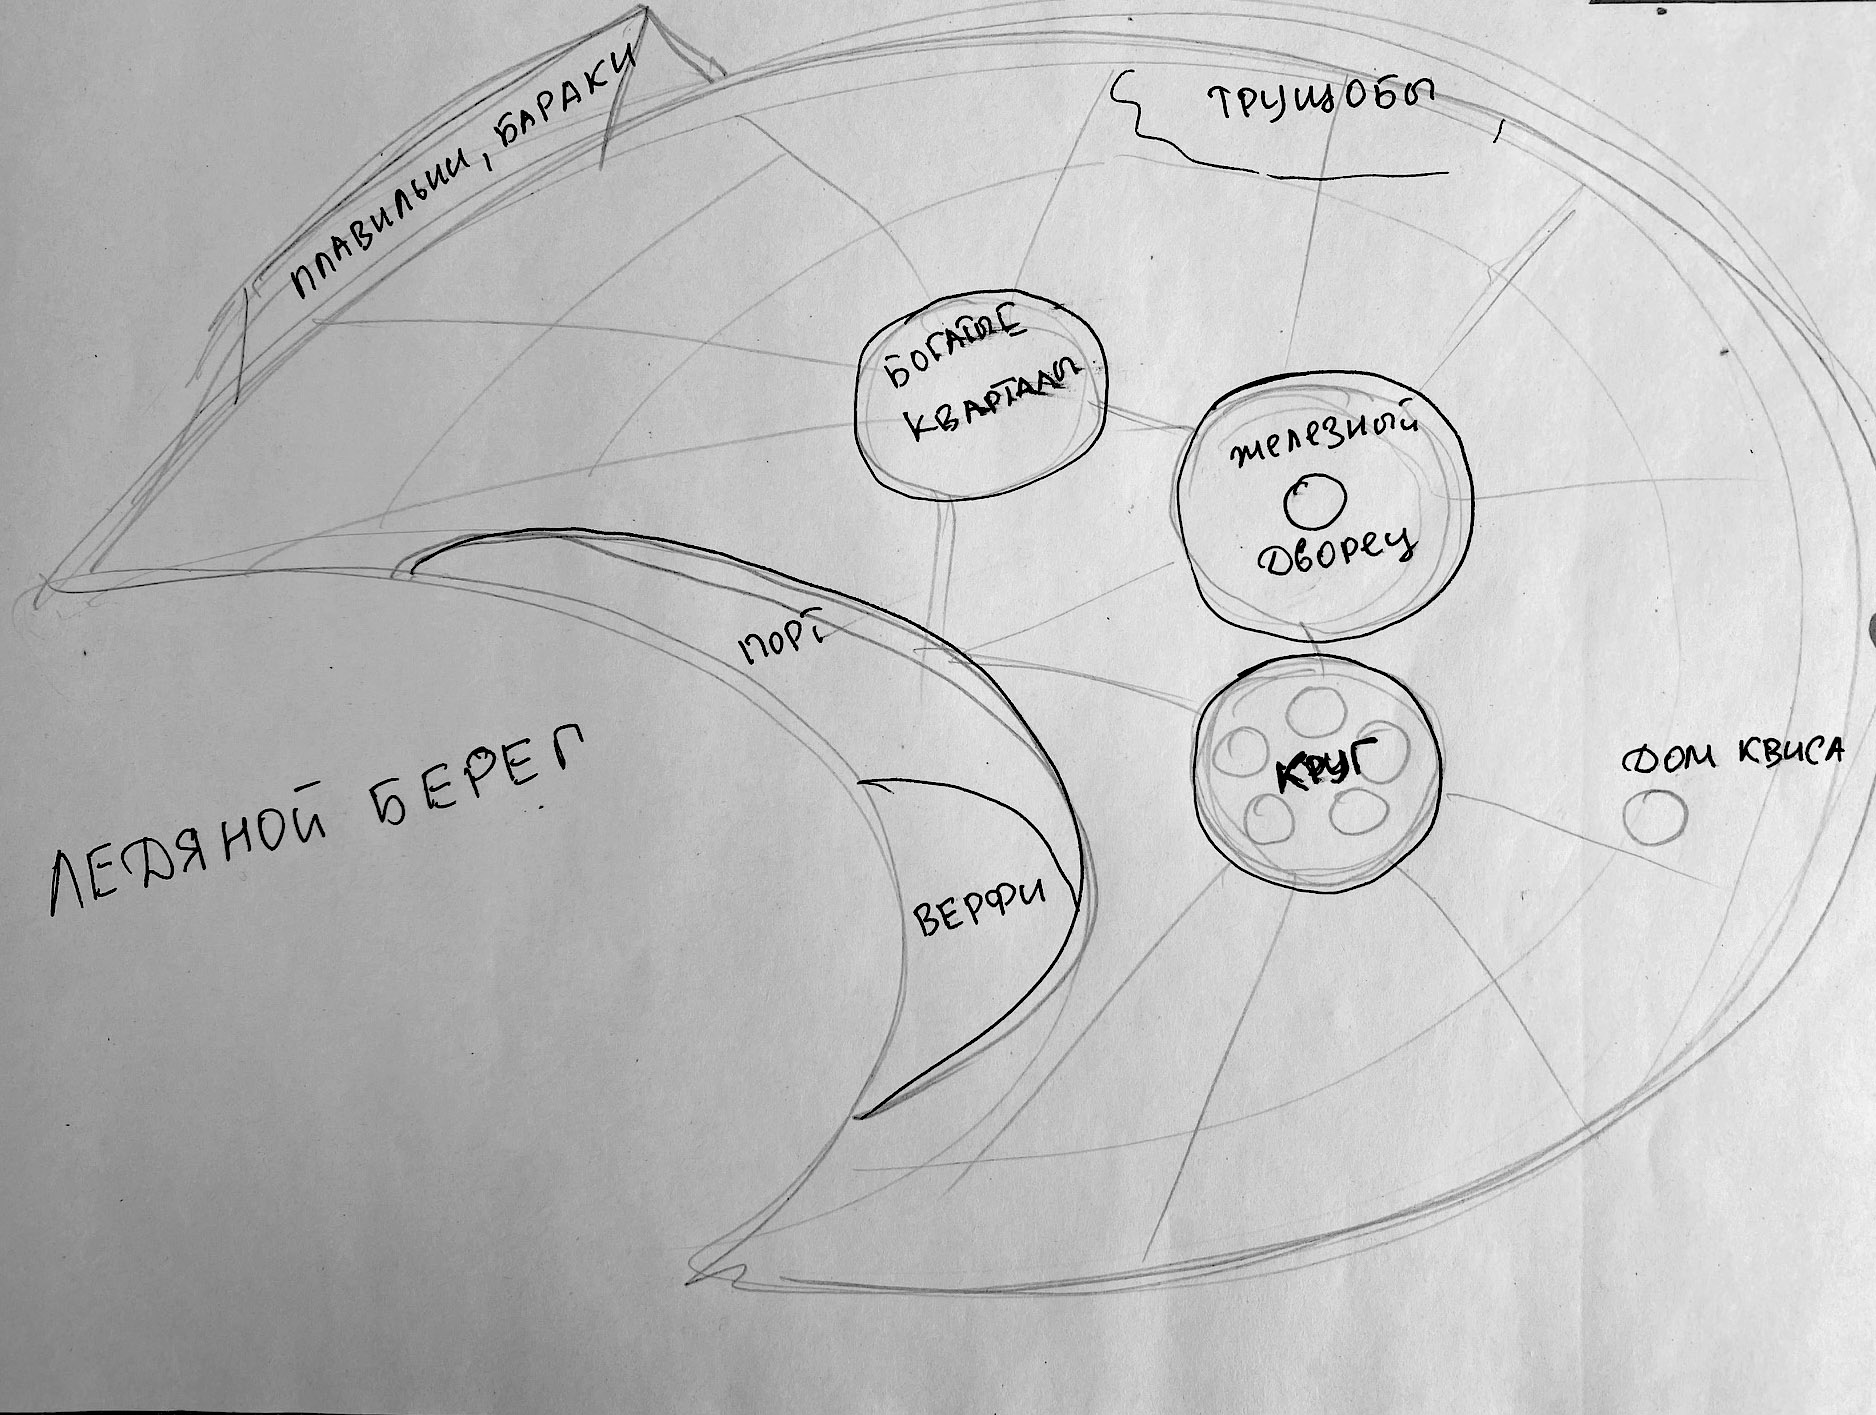 ПЛАВИЛЬНИ, БАРАКИ
ТРУЩОБЫ
БОГАТЫЕ
КВАРТАЛЫ
железный
дворец
ПОРТ
КРУГ
ДОМ КВИСА
ЛЕДЯНОЙ БЕРЕГ
ВЕРФИ